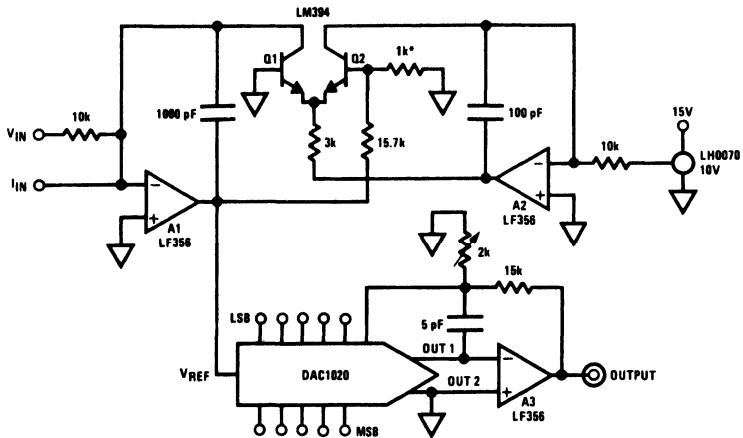 LM394
Q1
Q2
1k*
10k
VIN
1000 pF
3k
15.7k
100 pF
15V
10k
LH0070
10V
IIN
−
+
A1
LF356
−
+
A2
LF356
2k
15k
LSB
5 pF
OUT 1
VREF
DAC1020
OUT 2
−
+
A3
LF356
OUTPUT
MSB